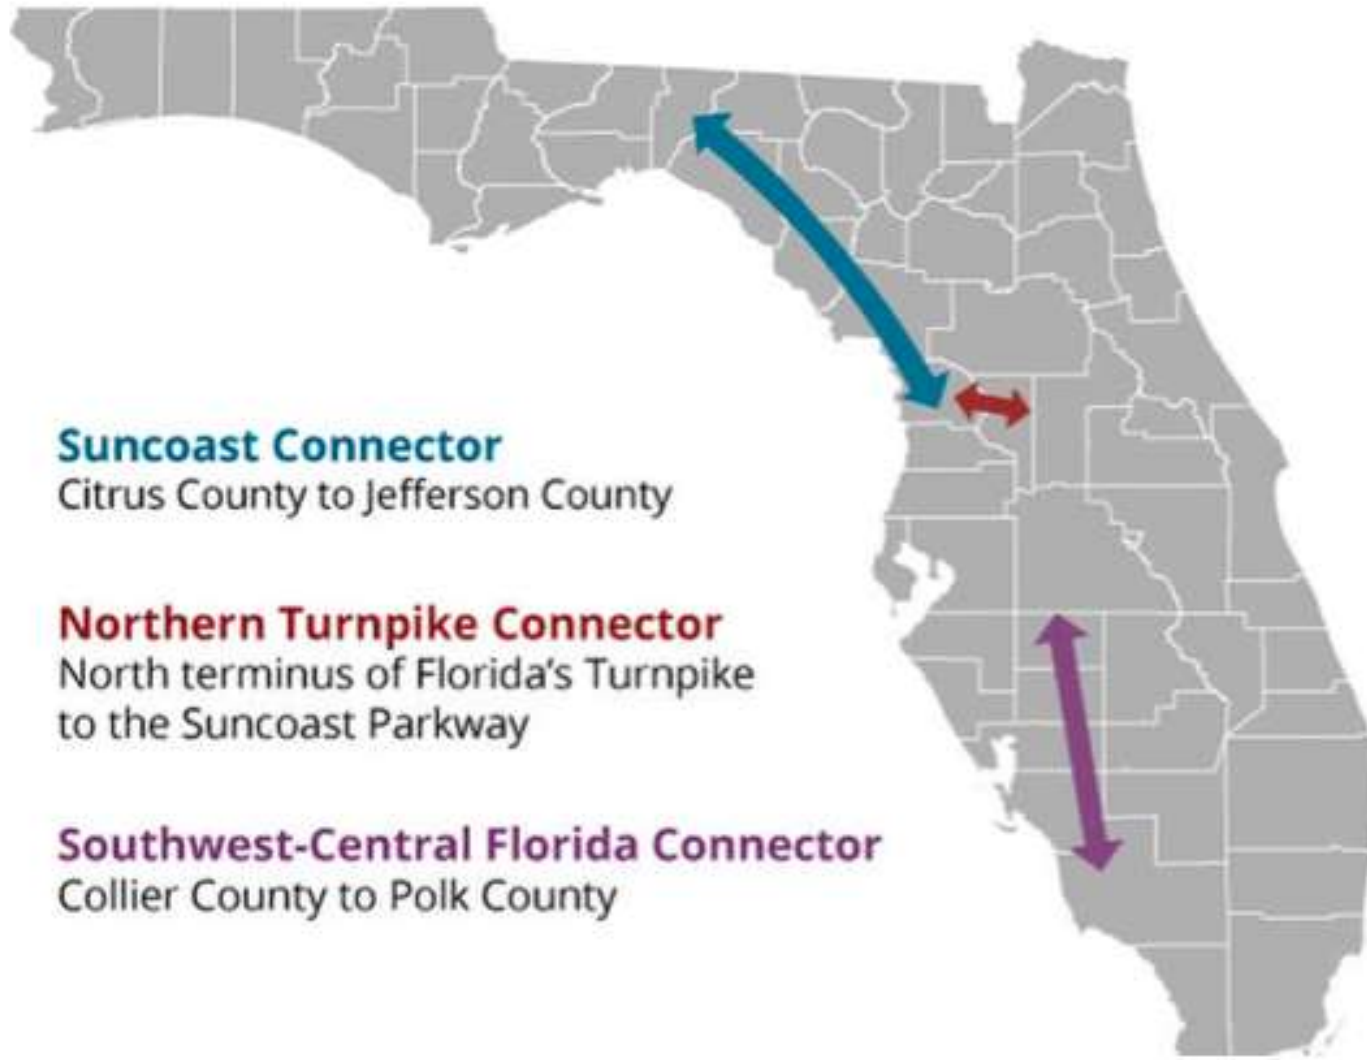 Suncoast Connector
Citrus County to Jefferson County
Northern Turnpike Connector
North terminus of Florida's Turnpike
to the Suncoast Parkway
Southwest-Central Florida Connector
Collier County to Polk County